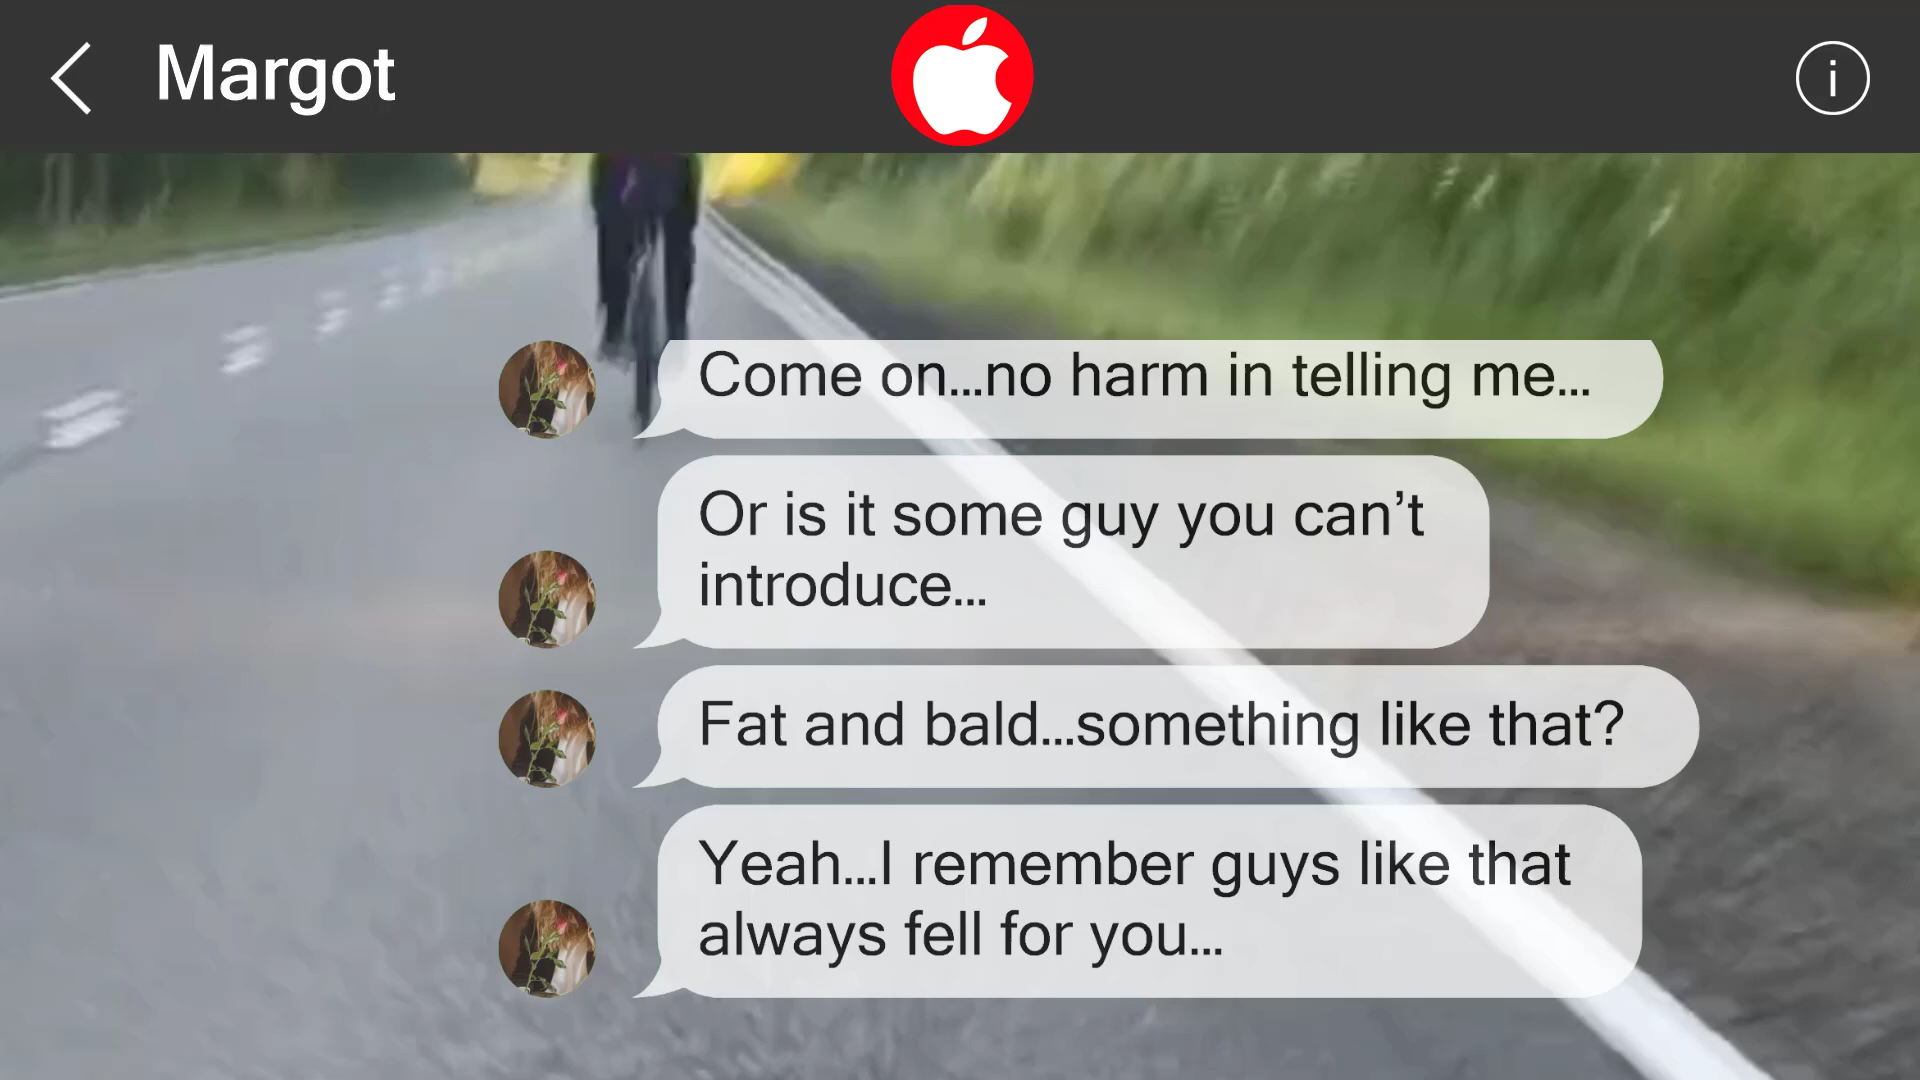 Margot
Come on...no harm in telling me...
Or is it some guy you can’t
introduce...
Fat and bald...something like that?
Yeah...I remember guys like that
always fell for you...